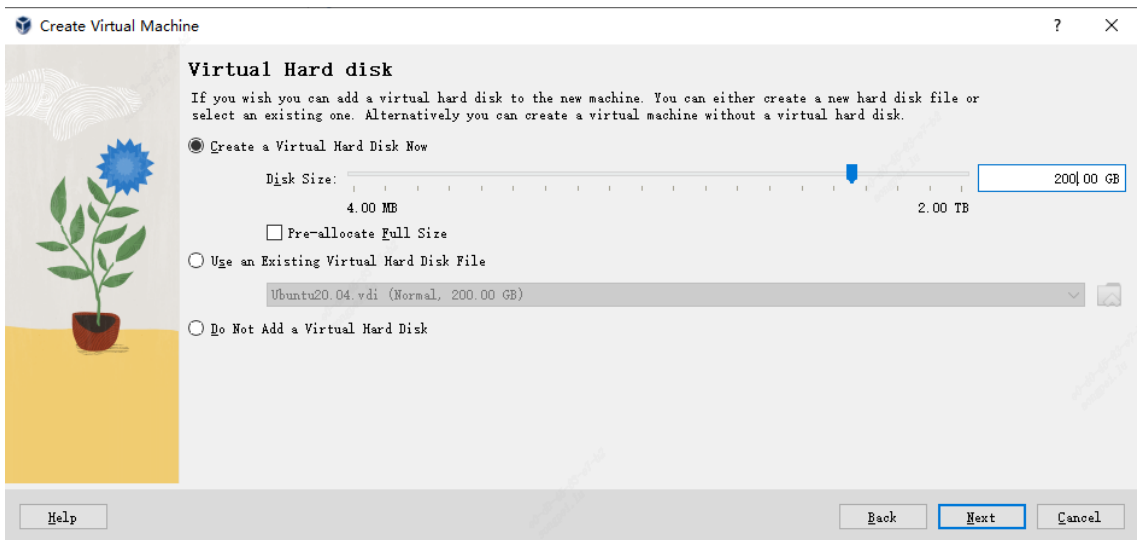 Create Virtual Machine
?
Virtual Hard disk
If you wish you can add a virtual hard disk to the new machine. You can either create a new hard disk file or
select an existing one. Alternatively you can create a virtual machine without a virtual hard disk.
Create a Virtual Hard Disk Now
Disk Size:
200.00 GB
4.00 MB
2.00 TB
Pre-allocate Full Size
Use an Existing Virtual Hard Disk File
Ubuntu20.04.vdi (Normal, 200.00 GB)
Do Not Add a Virtual Hard Disk
Help
Back
Next
Cancel